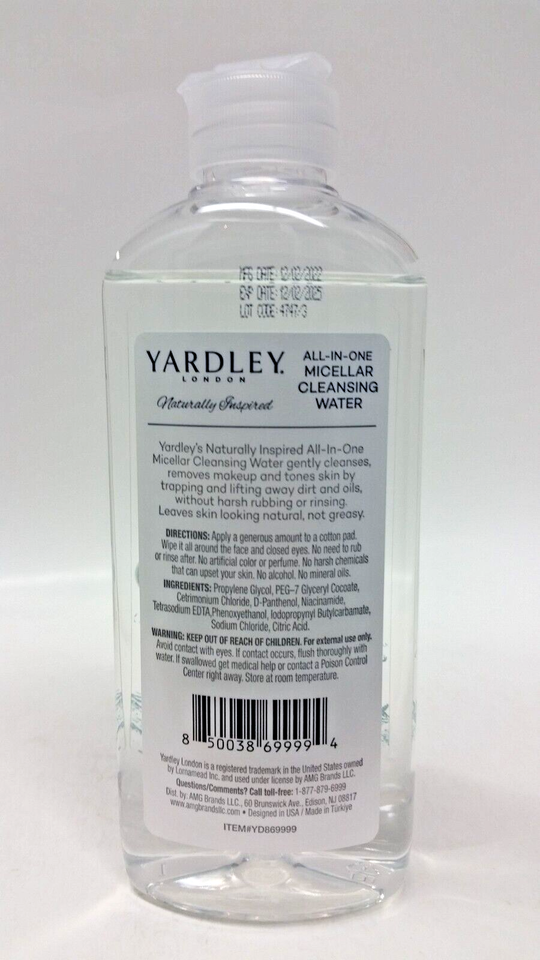 MFG DATE: 12/02/2022
EXP DATE: 12/02/2025
LOT CODE: 4747-3
YARDLEY.
LONDON
Naturally Inspired
ALL-IN-ONE
MICELLAR
CLEANSING
WATER
Yardley's Naturally Inspired All-In-One
Micellar Cleansing Water gently cleanses,
removes makeup and tones skin by
trapping and lifting away dirt and oils,
without harsh rubbing or rinsing.
Leaves skin looking natural, not greasy.
DIRECTIONS: Apply a generous amount to a cotton pad.
Wipe it all around the face and closed eyes. No need to rub
or rinse after. No artificial color or perfume. No harsh chemicals
that can upset your skin. No alcohol. No mineral oils.
INGREDIENTS: Propylene Glycol, PEG-7 Glyceryl Cocoate,
Cetrimonium Chloride, D-Panthenol, Niacinamide,
Tetrasodium EDTA,Phenoxyethanol, Iodopropynyl Butylcarbamate,
Sodium Chloride, Citric Acid.
WARNING: KEEP OUT OF REACH OF CHILDREN. For external use only.
Avoid contact with eyes. If contact occurs, flush thoroughly with
water. If swallowed get medical help or contact a Poison Control
Center right away. Store at room temperature.
8 50038 69999 4
Yardley London is a registered trademark in the United States owned
by Lornamead Inc. and used under license by AMG Brands LLC.
Questions/Comments? Call toll-free: 1-877-879-6999
Dist. by. AMG Brands LLC., 60 Brunswick Ave., Edison, NJ 08817
www.amgbrandsllc.com • Designed in USA / Made in Türkiye
ITEM#YD869999